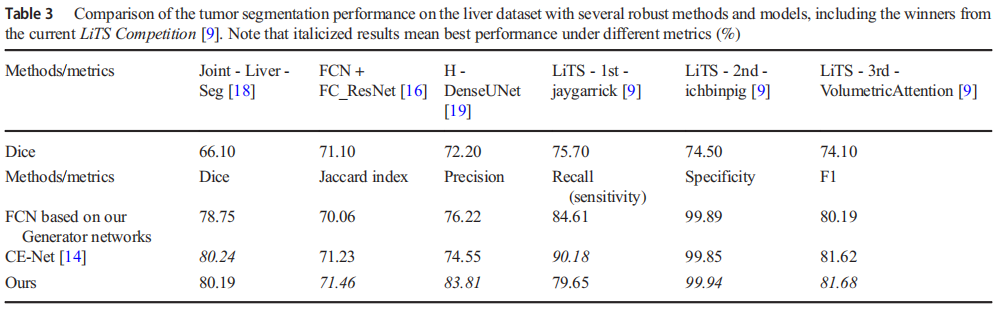 Table 3 Comparison of the tumor segmentation performance on the liver dataset with several robust methods and models, including the winners from
the current LiTS Competition [9]. Note that italicized results mean best performance under different metrics (%)
Methods/metrics Joint - Liver - FCN + H - LiTS - 1st - LiTS - 2nd - LiTS - 3rd -
Seg [18] FC_ResNet [16] DenseUNet jaygarrick [9] ichbinpig [9] VolumetricAttention [9]
[19]
Dice 66.10 71.10 72.20 75.70 74.50 74.10
Methods/metrics Dice Jaccard index Precision Recall Specificity F1
(sensitivity)
FCN based on our 78.75 70.06 76.22 84.61 99.89 80.19
Generator networks
CE-Net [14] 80.24 71.23 74.55 90.18 99.85 81.62
Ours 80.19 71.46 83.81 79.65 99.94 81.68